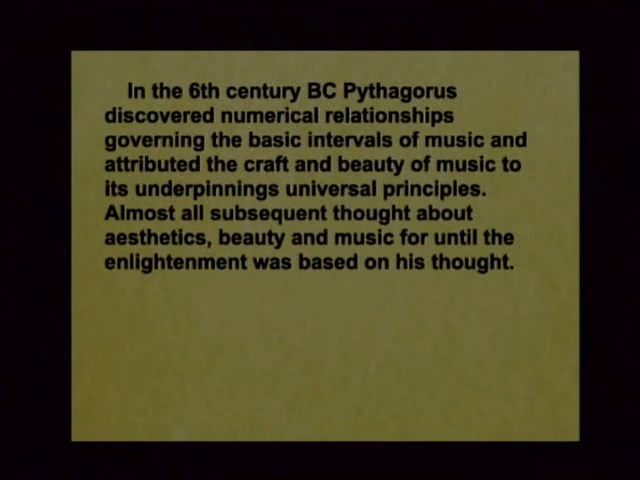 In the 6th century BC Pythagorus
discovered numerical relationships
governing the basic intervals of music and
attributed the craft and beauty of music to
its underpinnings universal principles.
Almost all subsequent thought about
aesthetics, beauty and music for until the
enlightenment was based on his thought.